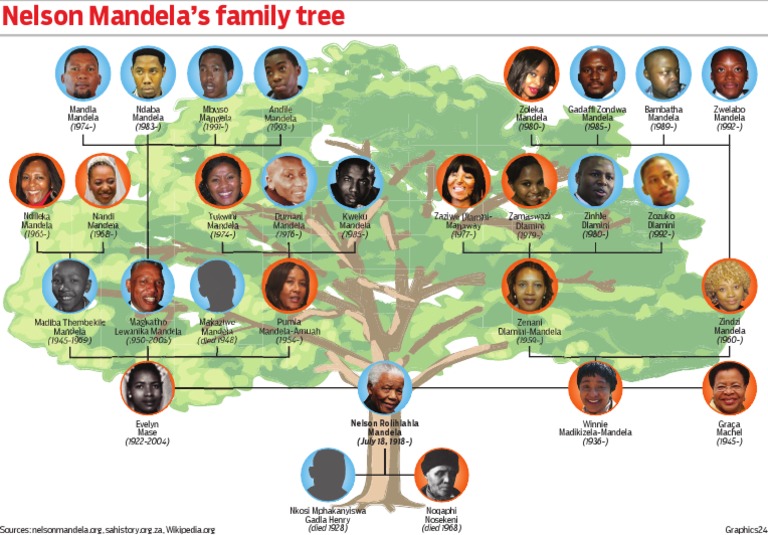 Nelson Mandela's family tree
Mandla
Mandela
(1974-)
Ndaba
Mandela
(1983-)
Mbuso
Mandela
(1991-)
Andile
Mandela
(1993-)
Zoleka
Mandela
(1980-)
Gadaffi Zondwa
Mandela
(1985-)
Bambatha
Mandela
(1989-)
Zwelabo
Mandela
(1992-)
Ndileka
Mandela
(1965-)
Nandi
Mandela
(1968-)
Tukwini
Mandela
(1974-)
Dumani
Mandela
(1976-)
Kweku
Mandela
(1985-)
Zaziwe Dlamini-
Manaway
(1977-)
Zamaswazi
Dlamini
(1979-)
Zinhle
Dlamini
(1980-)
Zozuko
Dlamini
(1992-)
Madiba Thembekile
Mandela
(1945-1969)
Magkatho
Lewanika Mandela
(1950-2005)
Makaziwe
Mandela
(died 1948)
Pumla
Mandela-Amuah
(1954-)
Zenani
Dlamini-Mandela
(1959-)
Zindzi
Mandela
(1960-)
Evelyn
Mase
(1922-2004)
Nelson Rolihlahla
Mandela
(July 18, 1918-)
Winnie
Madikizela-Mandela
(1936-)
Graça
Machel
(1945-)
Nkosi Mphakanyiswa
Gadla Henry
(died 1928)
Noqaphi
Nosekeni
(died 1968)
Sources: nelsonmandela.org, sahistory.org.za, Wikipedia.org
Graphics24